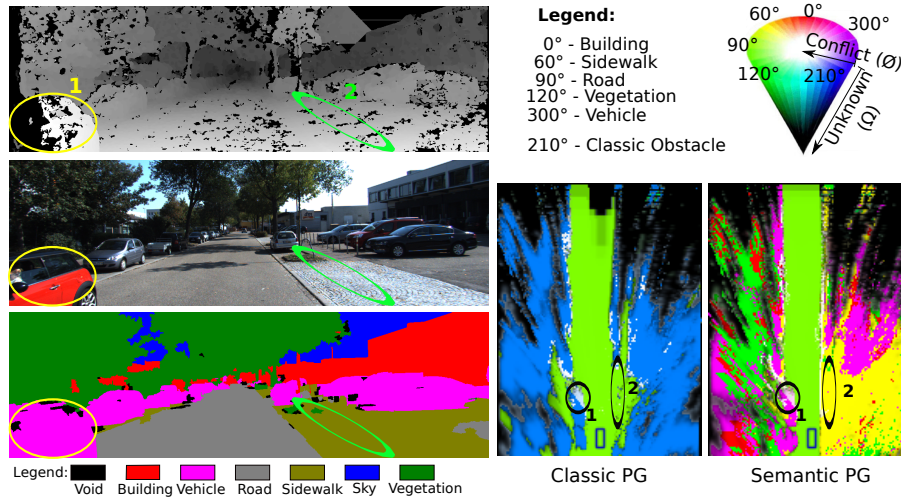 1
2
Legend:
0° - Building
60° - Sidewalk
90° - Road
120° - Vegetation
300° - Vehicle
210° - Classic Obstacle
0°
60°
300°
90°
Conflict (Ø)
120°
210°
Unknown
(Ω)
1
2
1
2
Classic PG
Semantic PG
Legend:
Void
Building
Vehicle
Road
Sidewalk
Sky
Vegetation